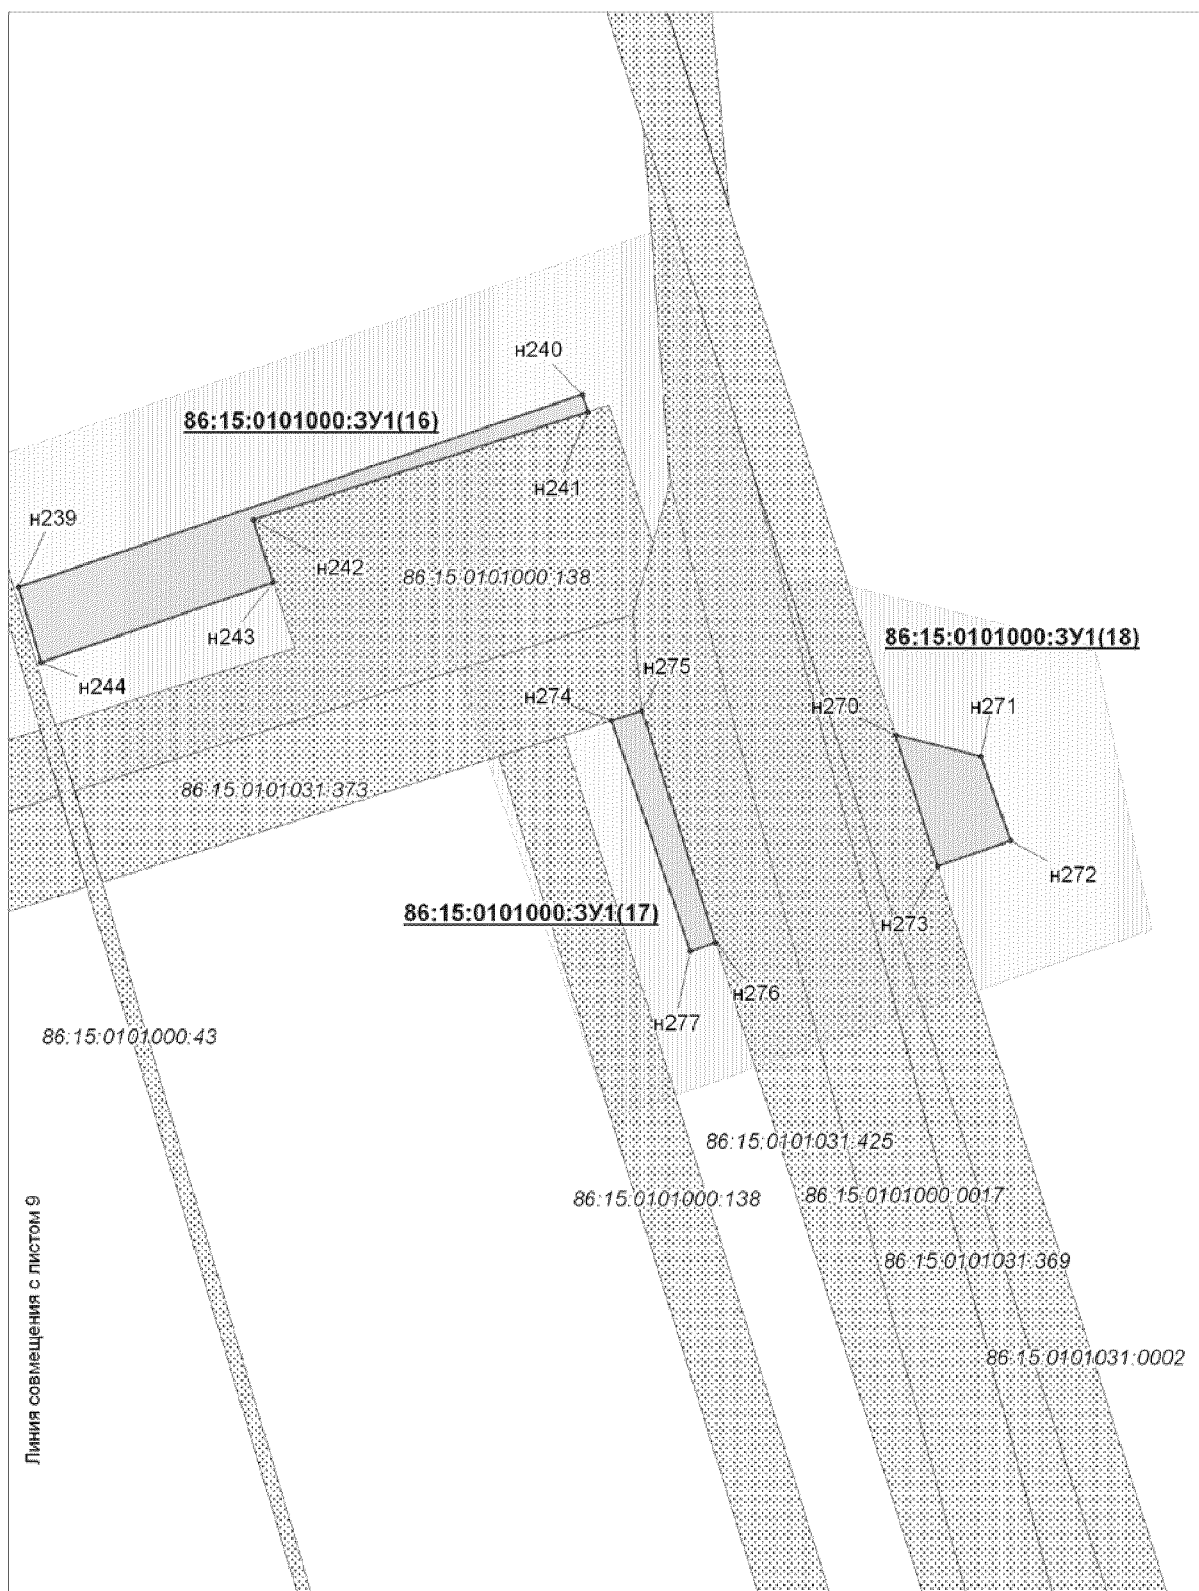 н240
86:15:0101000:ЗУ1(16)
н241
н239
н242
86:15:0101000:138
н243
86:15:0101000:ЗУ1(18)
н275
н244
н274
н270
н271
86:15:0101031:373
н272
86:15:0101000:ЗУ1(17)
н273
н276
н277
86:15:0101000:43
86:15:0101031:425
86:15:0101000:138
86:15:0101000:0017
86:15:0101031:369
86:15:0101031:0002
Линия совмещения с листом 9